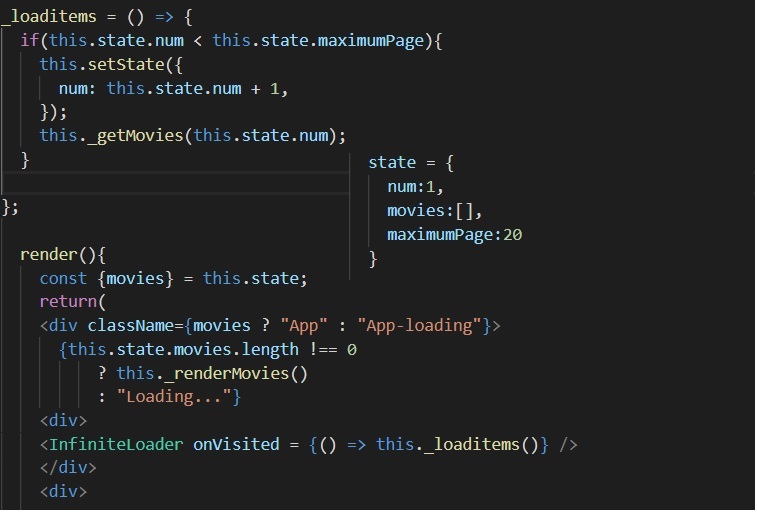 _loaditems = () => {
if(this.state.num < this.state.maximumPage){
this.setState({
num: this.state.num + 1,
});
this._getMovies(this.state.num);
}
};
state = {
num:1,
movies:[],
maximumPage:20
}
render(){
const {movies} = this.state;
return(
<div className={movies ? "App" : "App-loading"}>
{this.state.movies.length !== 0
? this._renderMovies()
: "Loading..."}
<div>
<InfiniteLoader onVisited = {() => this._loaditems()} />
</div>
<div>